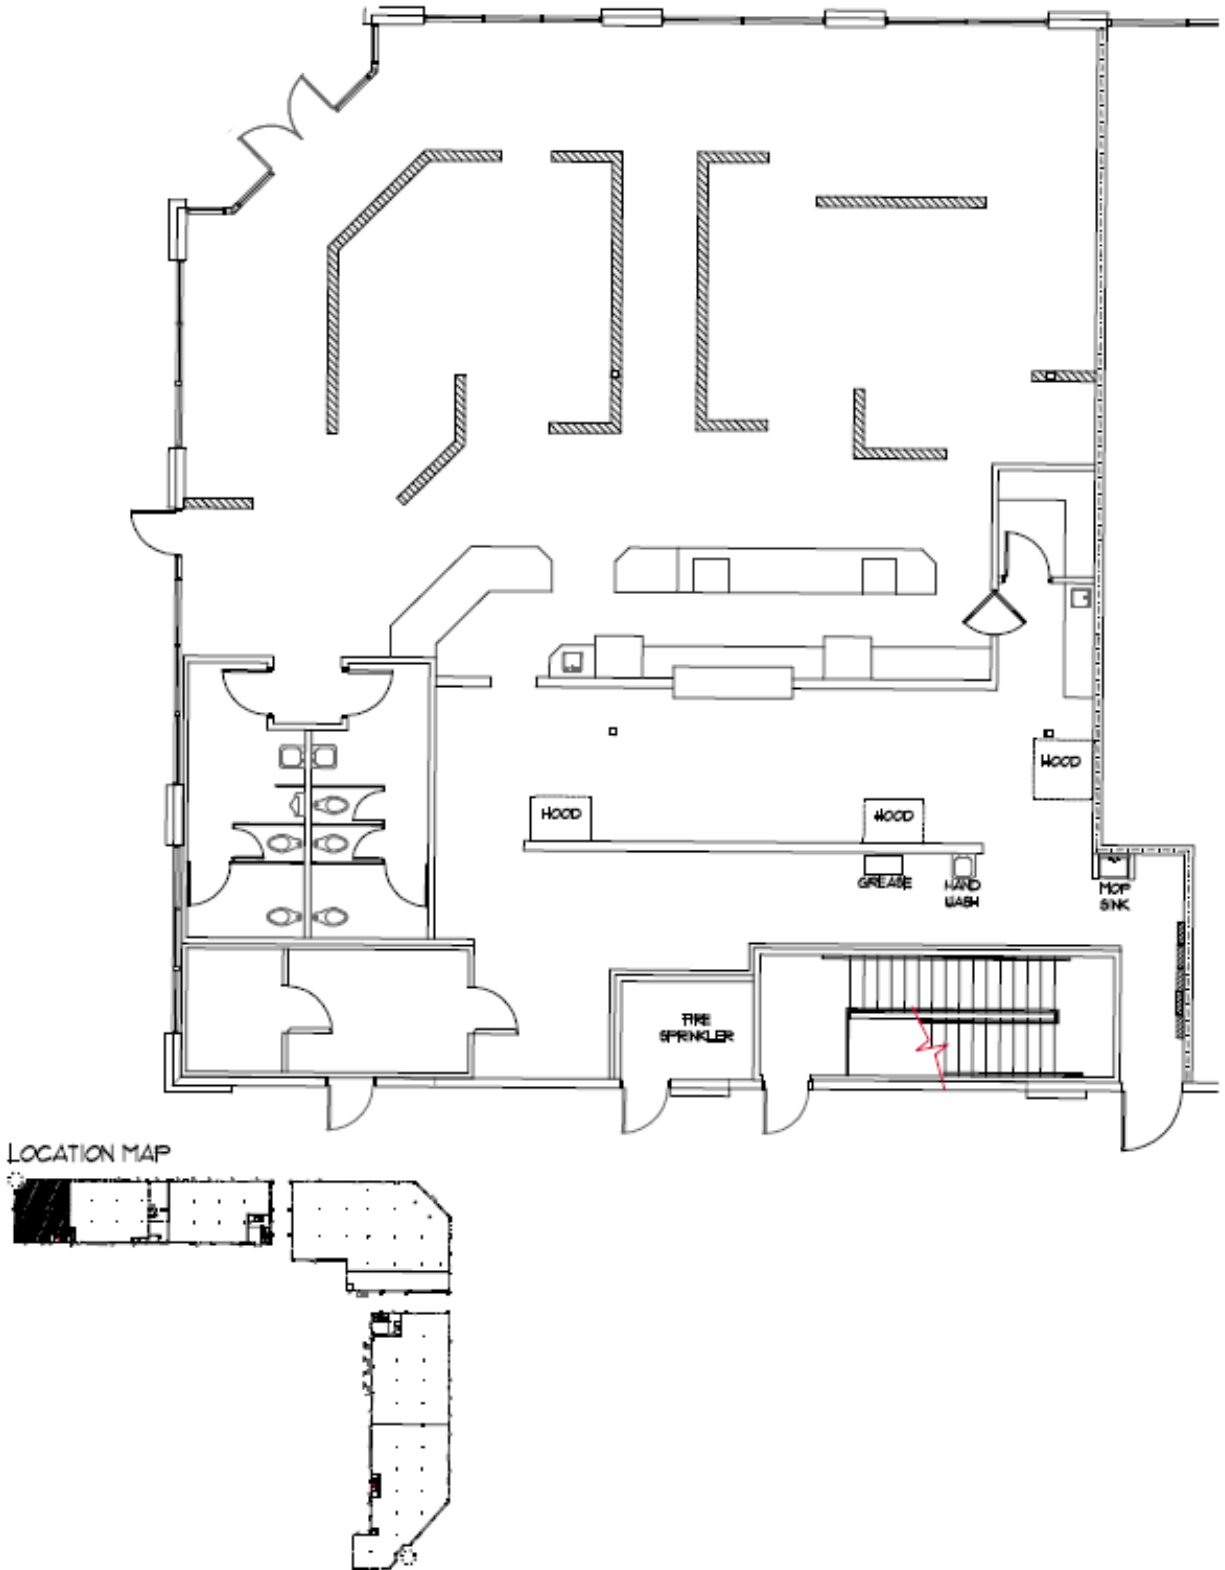 HOOD
HOOD
HOOD
GREASE
HAND
WASH
MOP
SINK
FIRE
SPRINKLER
LOCATION MAP